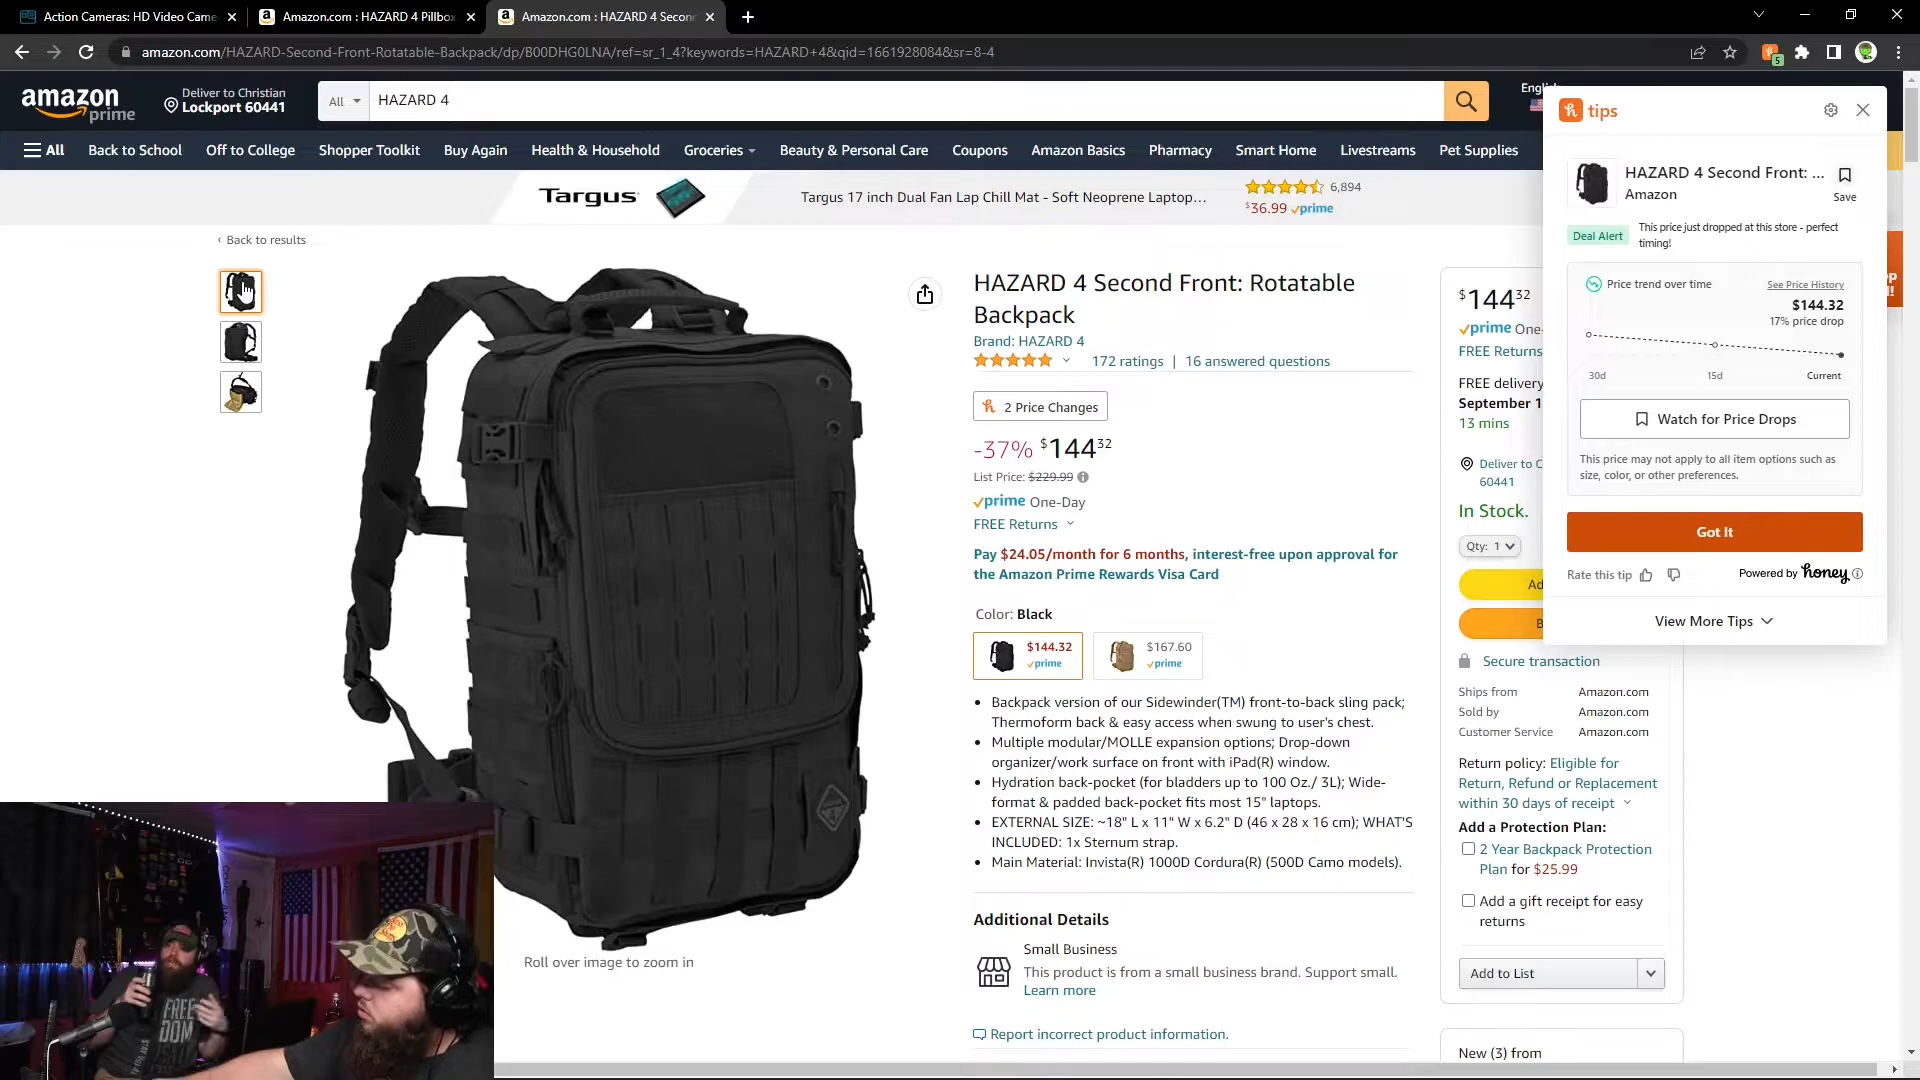 Action Cameras: HD Video Came
Amazon.com : HAZARD 4 Pillbox
Amazon.com : HAZARD 4 Secon
amazon.com/HAZARD-Second-Front-Rotatable-Backpack/dp/B00DHG0LNA/ref=sr_1_4?keywords=HAZARD+4&qid=1661928084&sr=8-4
5
amazon prime
Deliver to Christian
Lockport 60441
All
HAZARD 4
English
All
Back to School
Off to College
Shopper Toolkit
Buy Again
Health & Household
Groceries
Beauty & Personal Care
Coupons
Amazon Basics
Pharmacy
Smart Home
Livestreams
Pet Supplies
Targus
Targus 17 inch Dual Fan Lap Chill Mat - Soft Neoprene Laptop...
6,894
$36.99 prime
‹ Back to results
HAZARD 4 Second Front: Rotatable
Backpack
Brand: HAZARD 4
172 ratings | 16 answered questions
2 Price Changes
-37% $144 32
List Price: $229.99
prime One-Day
FREE Returns
Pay $24.05/month for 6 months, interest-free upon approval for
the Amazon Prime Rewards Visa Card
Color: Black
$144.32
prime
$167.60
prime
• Backpack version of our Sidewinder(TM) front-to-back sling pack;
Thermoform back & easy access when swung to user's chest.
• Multiple modular/MOLLE expansion options; Drop-down
organizer/work surface on front with iPad(R) window.
• Hydration back-pocket (for bladders up to 100 Oz./ 3L); Wide-
format & padded back-pocket fits most 15" laptops.
• EXTERNAL SIZE: ~18" L x 11" W x 6.2" D (46 x 28 x 16 cm); WHAT'S
INCLUDED: 1x Sternum strap.
• Main Material: Invista(R) 1000D Cordura(R) (500D Camo models).
Additional Details
Small Business
This product is from a small business brand. Support small.
Learn more
Report incorrect product information.
Roll over image to zoom in
$144 32
prime One-
FREE Returns
FREE delivery
September 1
13 mins
Deliver to C
60441
In Stock.
Qty: 1
Ad
B
Secure transaction
Ships from Amazon.com
Sold by Amazon.com
Customer Service Amazon.com
Return policy: Eligible for
Return, Refund or Replacement
within 30 days of receipt
Add a Protection Plan:
2 Year Backpack Protection
Plan for $25.99
Add a gift receipt for easy
returns
Add to List
New (3) from
tips
HAZARD 4 Second Front: ...
Amazon
Save
Deal Alert
This price just dropped at this store - perfect
timing!
Price trend over time
See Price History
$144.32
17% price drop
30d
15d
Current
Watch for Price Drops
This price may not apply to all item options such as
size, color, or other preferences.
Got It
Rate this tip
Powered by honey
View More Tips
FREE
DOM